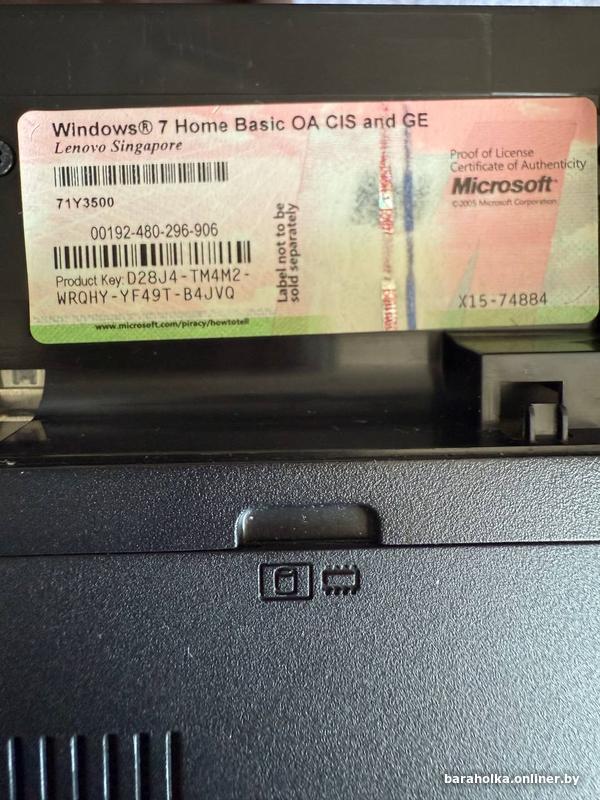 Windows® 7 Home Basic OA CIS and GE
Lenovo Singapore
71Y3500
00192-480-296-906
Product Key: D28J4-TM4M2-
WRQHY-YF49T-B4JVQ
www.microsoft.com/piracy/howtotell
Label not to be
sold separately
Proof of License
Certificate of Authenticity
Microsoft
©2005 Microsoft Corporation
X15-74884
baraholka.onliner.by